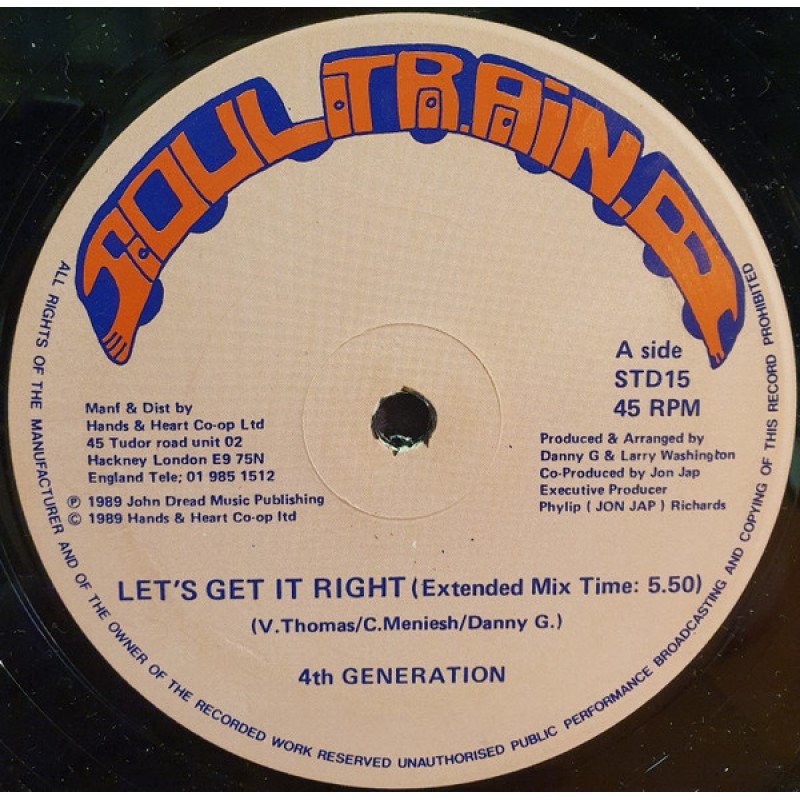 SOUL.TRAIN.
A side
STD15
45 RPM
Manf & Dist by
Hands & Heart Co-op Ltd
45 Tudor road unit 02
Hackney London E9 75N
England Tele; 01 985 1512
Ⓟ 1989 John Dread Music Publishing
© 1989 Hands & Heart Co-op ltd
Produced & Arranged by
Danny G & Larry Washington
Co-Produced by Jon Jap
Executive Producer
Phylip ( JON JAP ) Richards
LET'S GET IT RIGHT (Extended Mix Time: 5.50)
(V.Thomas/C.Meniesh/Danny G.)
4th GENERATION
ALL RIGHTS OF THE MANUFACTURER AND OF THE OWNER OF THE RECORDED WORK RESERVED UNAUTHORISED PUBLIC PERFORMANCE BROADCASTING AND COPYING OF THIS RECORD PROHIBITED